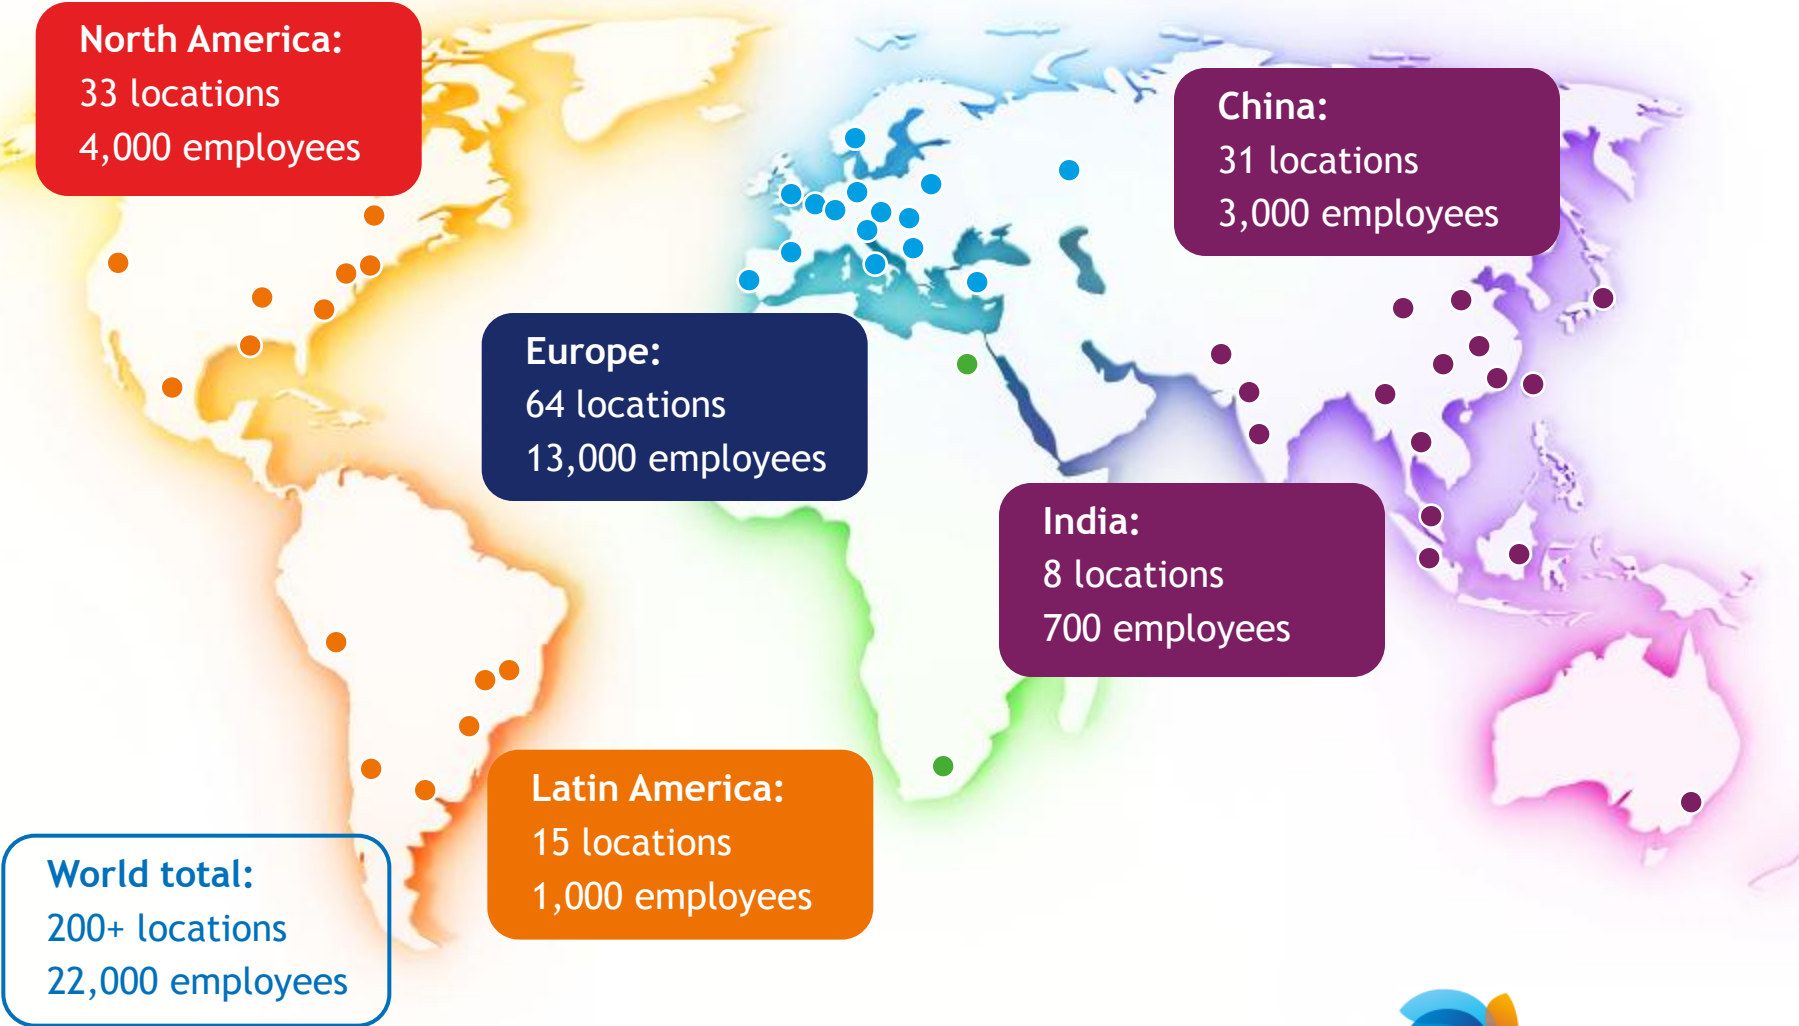 North America:
33 locations
4,000 employees
China:
31 locations
3,000 employees
Europe:
64 locations
13,000 employees
India:
8 locations
700 employees
Latin America:
15 locations
1,000 employees
World total:
200+ locations
22,000 employees